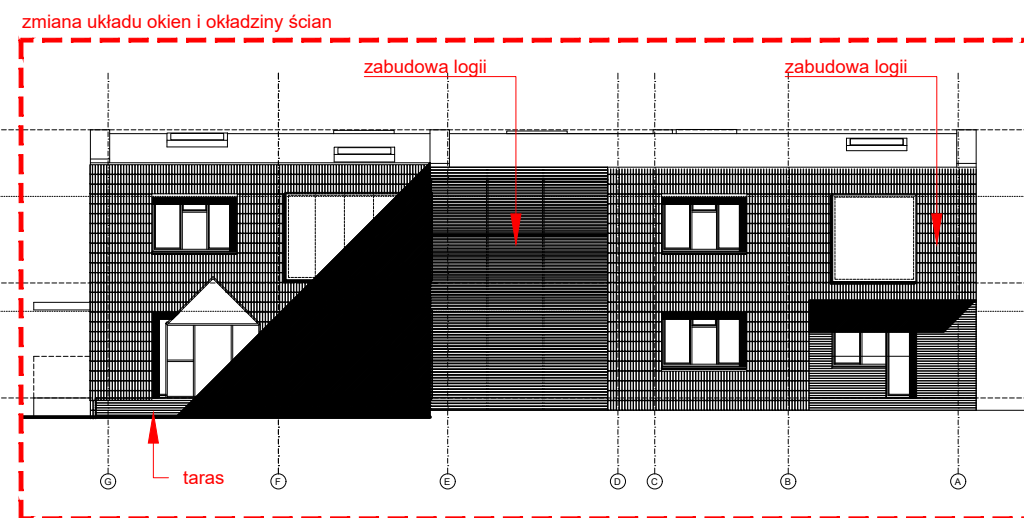 zmiana układu okien i okładziny ścian
zabudowa logii
zabudowa logii
taras
G
F
E
D
C
B
A